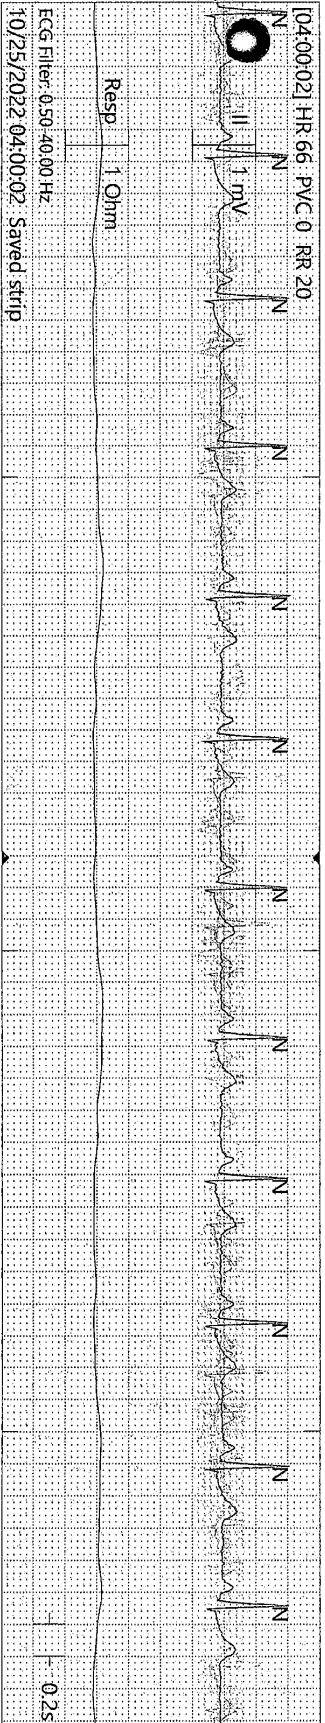 [04:00:02] HR 66 PVC 0 RR 20
N N N N N N N N N N N N
II 1 mV
Resp 1 Ohm
ECG Filter: 0.50-40.00 Hz 0.2s
10/25/2022 04:00:02 Saved strip